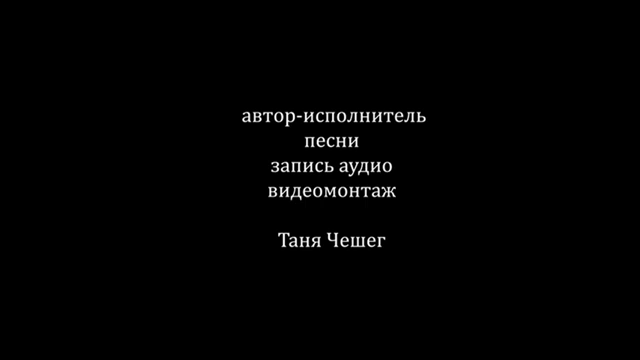 автор-исполнитель
песни
запись аудио
видеомонтаж
Таня Чешег